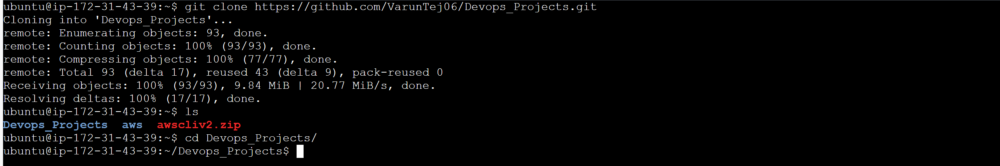 ubuntu@ip-172-31-43-39:~$ git clone https://github.com/VarunTej06/Devops_Projects.git
Cloning into 'Devops_Projects'...
remote: Enumerating objects: 93, done.
remote: Counting objects: 100% (93/93), done.
remote: Compressing objects: 100% (77/77), done.
remote: Total 93 (delta 17), reused 43 (delta 9), pack-reused 0
Receiving objects: 100% (93/93), 9.84 MiB | 20.77 MiB/s, done.
Resolving deltas: 100% (17/17), done.
ubuntu@ip-172-31-43-39:~$ ls
Devops_Projects  aws  awscliv2.zip
ubuntu@ip-172-31-43-39:~$ cd Devops_Projects/
ubuntu@ip-172-31-43-39:~/Devops_Projects$